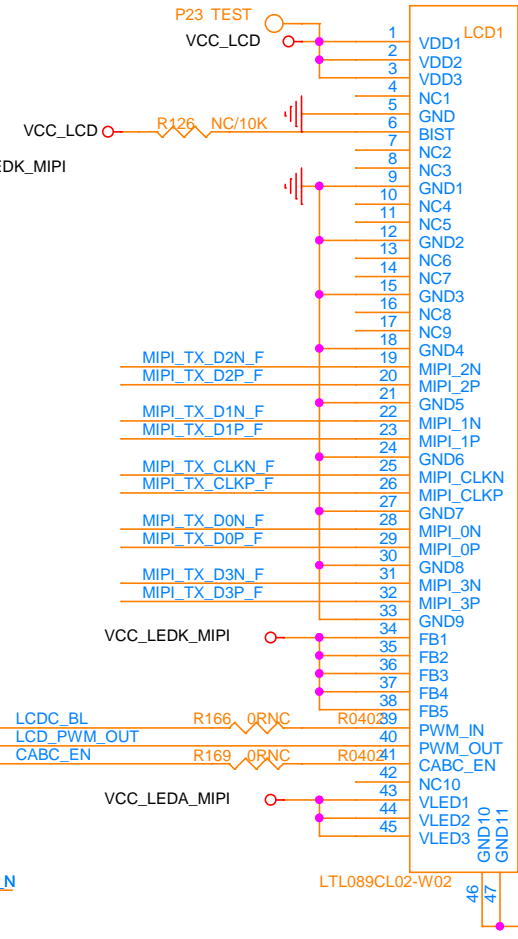 P23 TEST
VCC_LCD
1 VDD1 LCD1
2 VDD2
3 VDD3
4 NC1
5 GND
VCC_LCD R126 NC/10K 6 BIST
7 NC2
EDK_MIPI
8 NC3
9 GND1
10 NC4
11 NC5
12 GND2
13 NC6
14 NC7
15 GND3
16 NC8
17 NC9
18 GND4
MIPI_TX_D2N_F 19 MIPI_2N
MIPI_TX_D2P_F 20 MIPI_2P
21 GND5
MIPI_TX_D1N_F 22 MIPI_1N
MIPI_TX_D1P_F 23 MIPI_1P
24 GND6
MIPI_TX_CLKN_F 25 MIPI_CLKN
MIPI_TX_CLKP_F 26 MIPI_CLKP
27 GND7
MIPI_TX_D0N_F 28 MIPI_0N
MIPI_TX_D0P_F 29 MIPI_0P
30 GND8
MIPI_TX_D3N_F 31 MIPI_3N
MIPI_TX_D3P_F 32 MIPI_3P
33 GND9
VCC_LEDK_MIPI 34 FB1
35 FB2
36 FB3
37 FB4
38 FB5
LCDC_BL R166 0RNC R0402 39 PWM_IN
LCD_PWM_OUT 40 PWM_OUT
CABC_EN R169 0RNC R0402 41 CABC_EN
42 NC10
VCC_LEDA_MIPI 43 VLED1
44 VLED2
45 VLED3
GND10
GND11
LTL089CL02-W02
46
47
_N